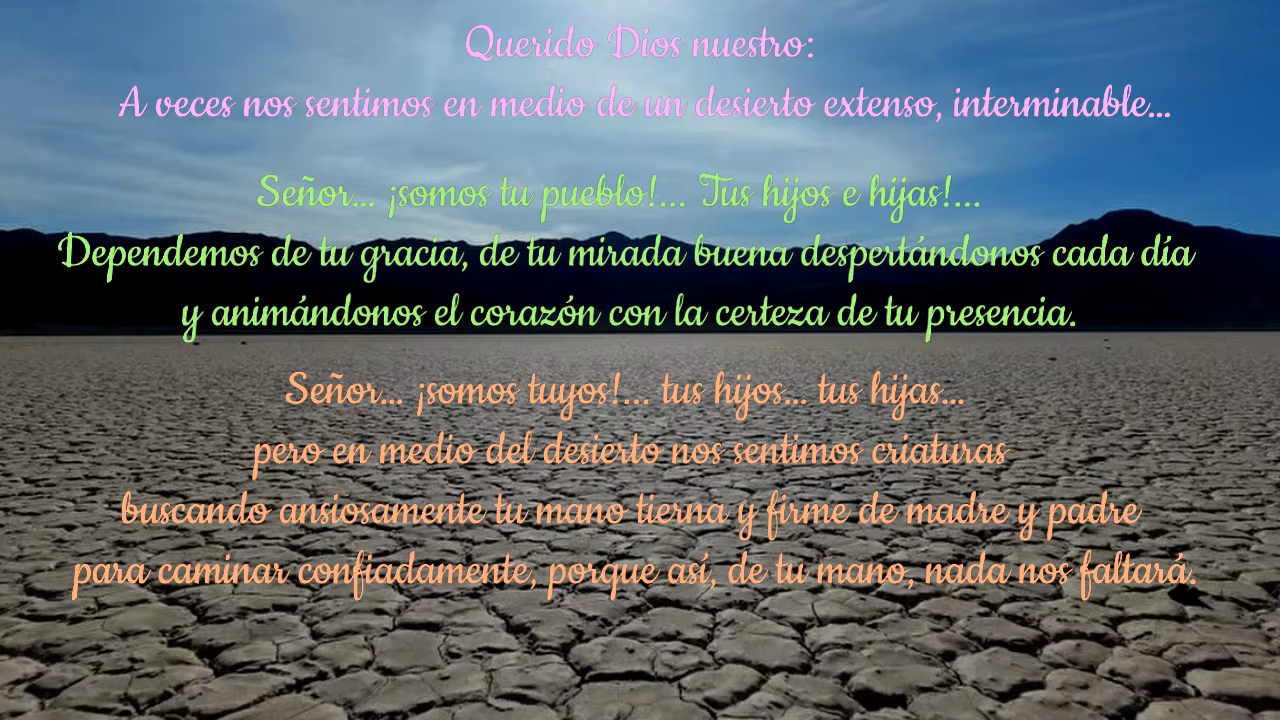 Querido Dios nuestro:
A veces nos sentimos en medio de un desierto extenso, interminable...
Señor... ¡somos tu pueblo!... Tus hijos e hijas!...
Dependemos de tu gracia, de tu mirada buena despertándonos cada día
y animándonos el corazón con la certeza de tu presencia.
Señor... ¡somos tuyos!... tus hijos... tus hijas...
pero en medio del desierto nos sentimos criaturas
buscando ansiosamente tu mano tierna y firme de madre y padre
para caminar confiadamente, porque así, de tu mano, nada nos faltará.